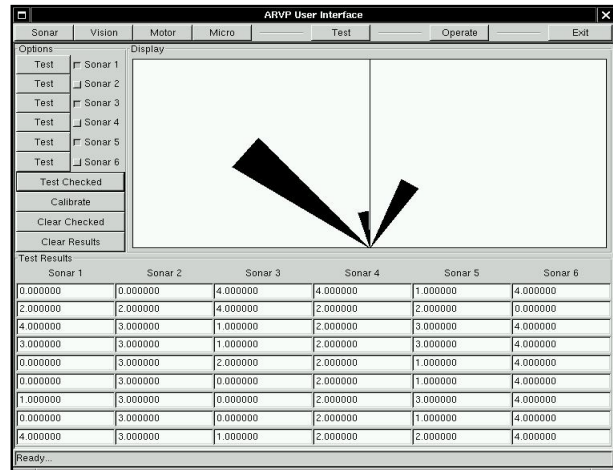 ARVP User Interface
Sonar Vision Motor Micro Test Operate Exit
Options Display
Test Sonar 1
Test Sonar 2
Test Sonar 3
Test Sonar 4
Test Sonar 5
Test Sonar 6
Test Checked
Calibrate
Clear Checked
Clear Results
Test Results
Sonar 1 Sonar 2 Sonar 3 Sonar 4 Sonar 5 Sonar 6
0.000000 0.000000 4.000000 4.000000 1.000000 4.000000
2.000000 2.000000 4.000000 2.000000 2.000000 0.000000
4.000000 3.000000 1.000000 2.000000 3.000000 4.000000
3.000000 3.000000 1.000000 2.000000 3.000000 4.000000
0.000000 3.000000 2.000000 2.000000 1.000000 4.000000
0.000000 3.000000 0.000000 2.000000 1.000000 4.000000
1.000000 3.000000 0.000000 2.000000 3.000000 4.000000
0.000000 3.000000 0.000000 2.000000 1.000000 4.000000
4.000000 3.000000 1.000000 2.000000 2.000000 4.000000
Ready...